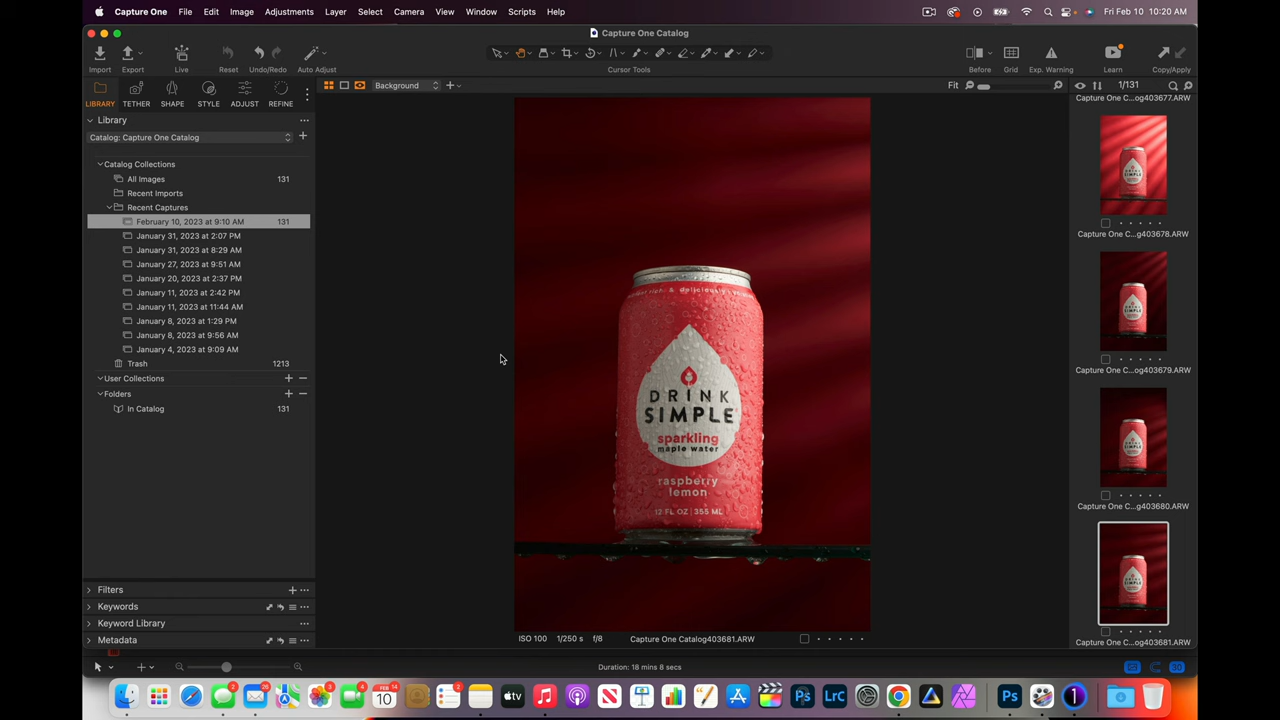 Capture One File Edit Image Adjustments Layer Select Camera View Window Scripts Help Fri Feb 10 10:20 AM
Capture One Catalog
Import Export Live Reset Undo/Redo Auto Adjust Cursor Tools Before Grid Exp. Warning Learn Copy/Apply
LIBRARY TETHER SHAPE STYLE ADJUST REFINE
Background
Fit
1/131
Library
Catalog: Capture One Catalog
Catalog Collections
All Images 131
Recent Imports
Recent Captures
February 10, 2023 at 9:10 AM 131
January 31, 2023 at 2:07 PM
January 31, 2023 at 8:29 AM
January 27, 2023 at 9:51 AM
January 20, 2023 at 2:37 PM
January 11, 2023 at 2:42 PM
January 11, 2023 at 11:44 AM
January 8, 2023 at 1:29 PM
January 8, 2023 at 9:56 AM
January 4, 2023 at 9:09 AM
Trash 1213
User Collections
Folders
In Catalog 131
Filters
Keywords
Keyword Library
Metadata
DRINK
SIMPLE
sparkling
maple water
raspberry
lemon
12 FL OZ | 355 ML
ISO 100 1/250 s f/8 Capture One Catalog403681.ARW
Capture One C...og403677.ARW
Capture One C...og403678.ARW
Capture One C...og403679.ARW
Capture One C...og403680.ARW
Capture One C...og403681.ARW
Duration: 18 mins 8 secs
3D
FEB
10
tv
Ps
LrC
Ps
1